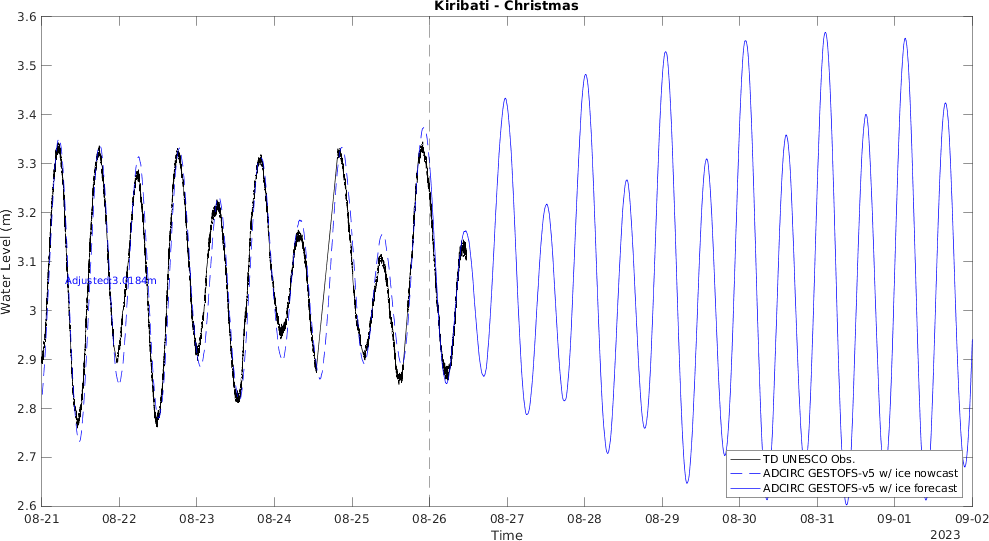 Kiribati - Christmas
3.6
3.5
3.4
3.3
3.2
3.1
3
2.9
2.8
2.7
2.6
Water Level (m)
Adjusted:3.0184m
TD UNESCO Obs.
ADCIRC GESTOFS-v5 w/ ice nowcast
ADCIRC GESTOFS-v5 w/ ice forecast
08-21 08-22 08-23 08-24 08-25 08-26 08-27 08-28 08-29 08-30 08-31 09-01 09-02
Time
2023